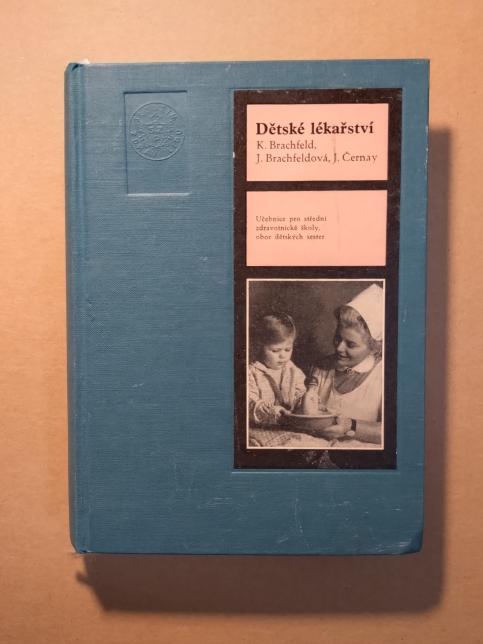 Dětské lékařství
K. Brachfeld,
J. Brachfeldová, J. Černay
Učebnice pro střední
zdravotnické školy,
obor dětských sester